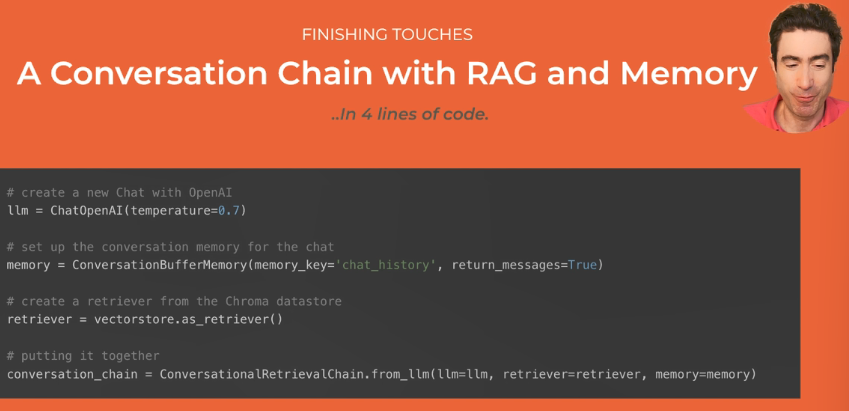 FINISHING TOUCHES
A Conversation Chain with RAG and Memory
..In 4 lines of code.
# create a new Chat with OpenAI
llm = ChatOpenAI(temperature=0.7)
# set up the conversation memory for the chat
memory = ConversationBufferMemory(memory_key='chat_history', return_messages=True)
# create a retriever from the Chroma datastore
retriever = vectorstore.as_retriever()
# putting it together
conversation_chain = ConversationalRetrievalChain.from_llm(llm=llm, retriever=retriever, memory=memory)